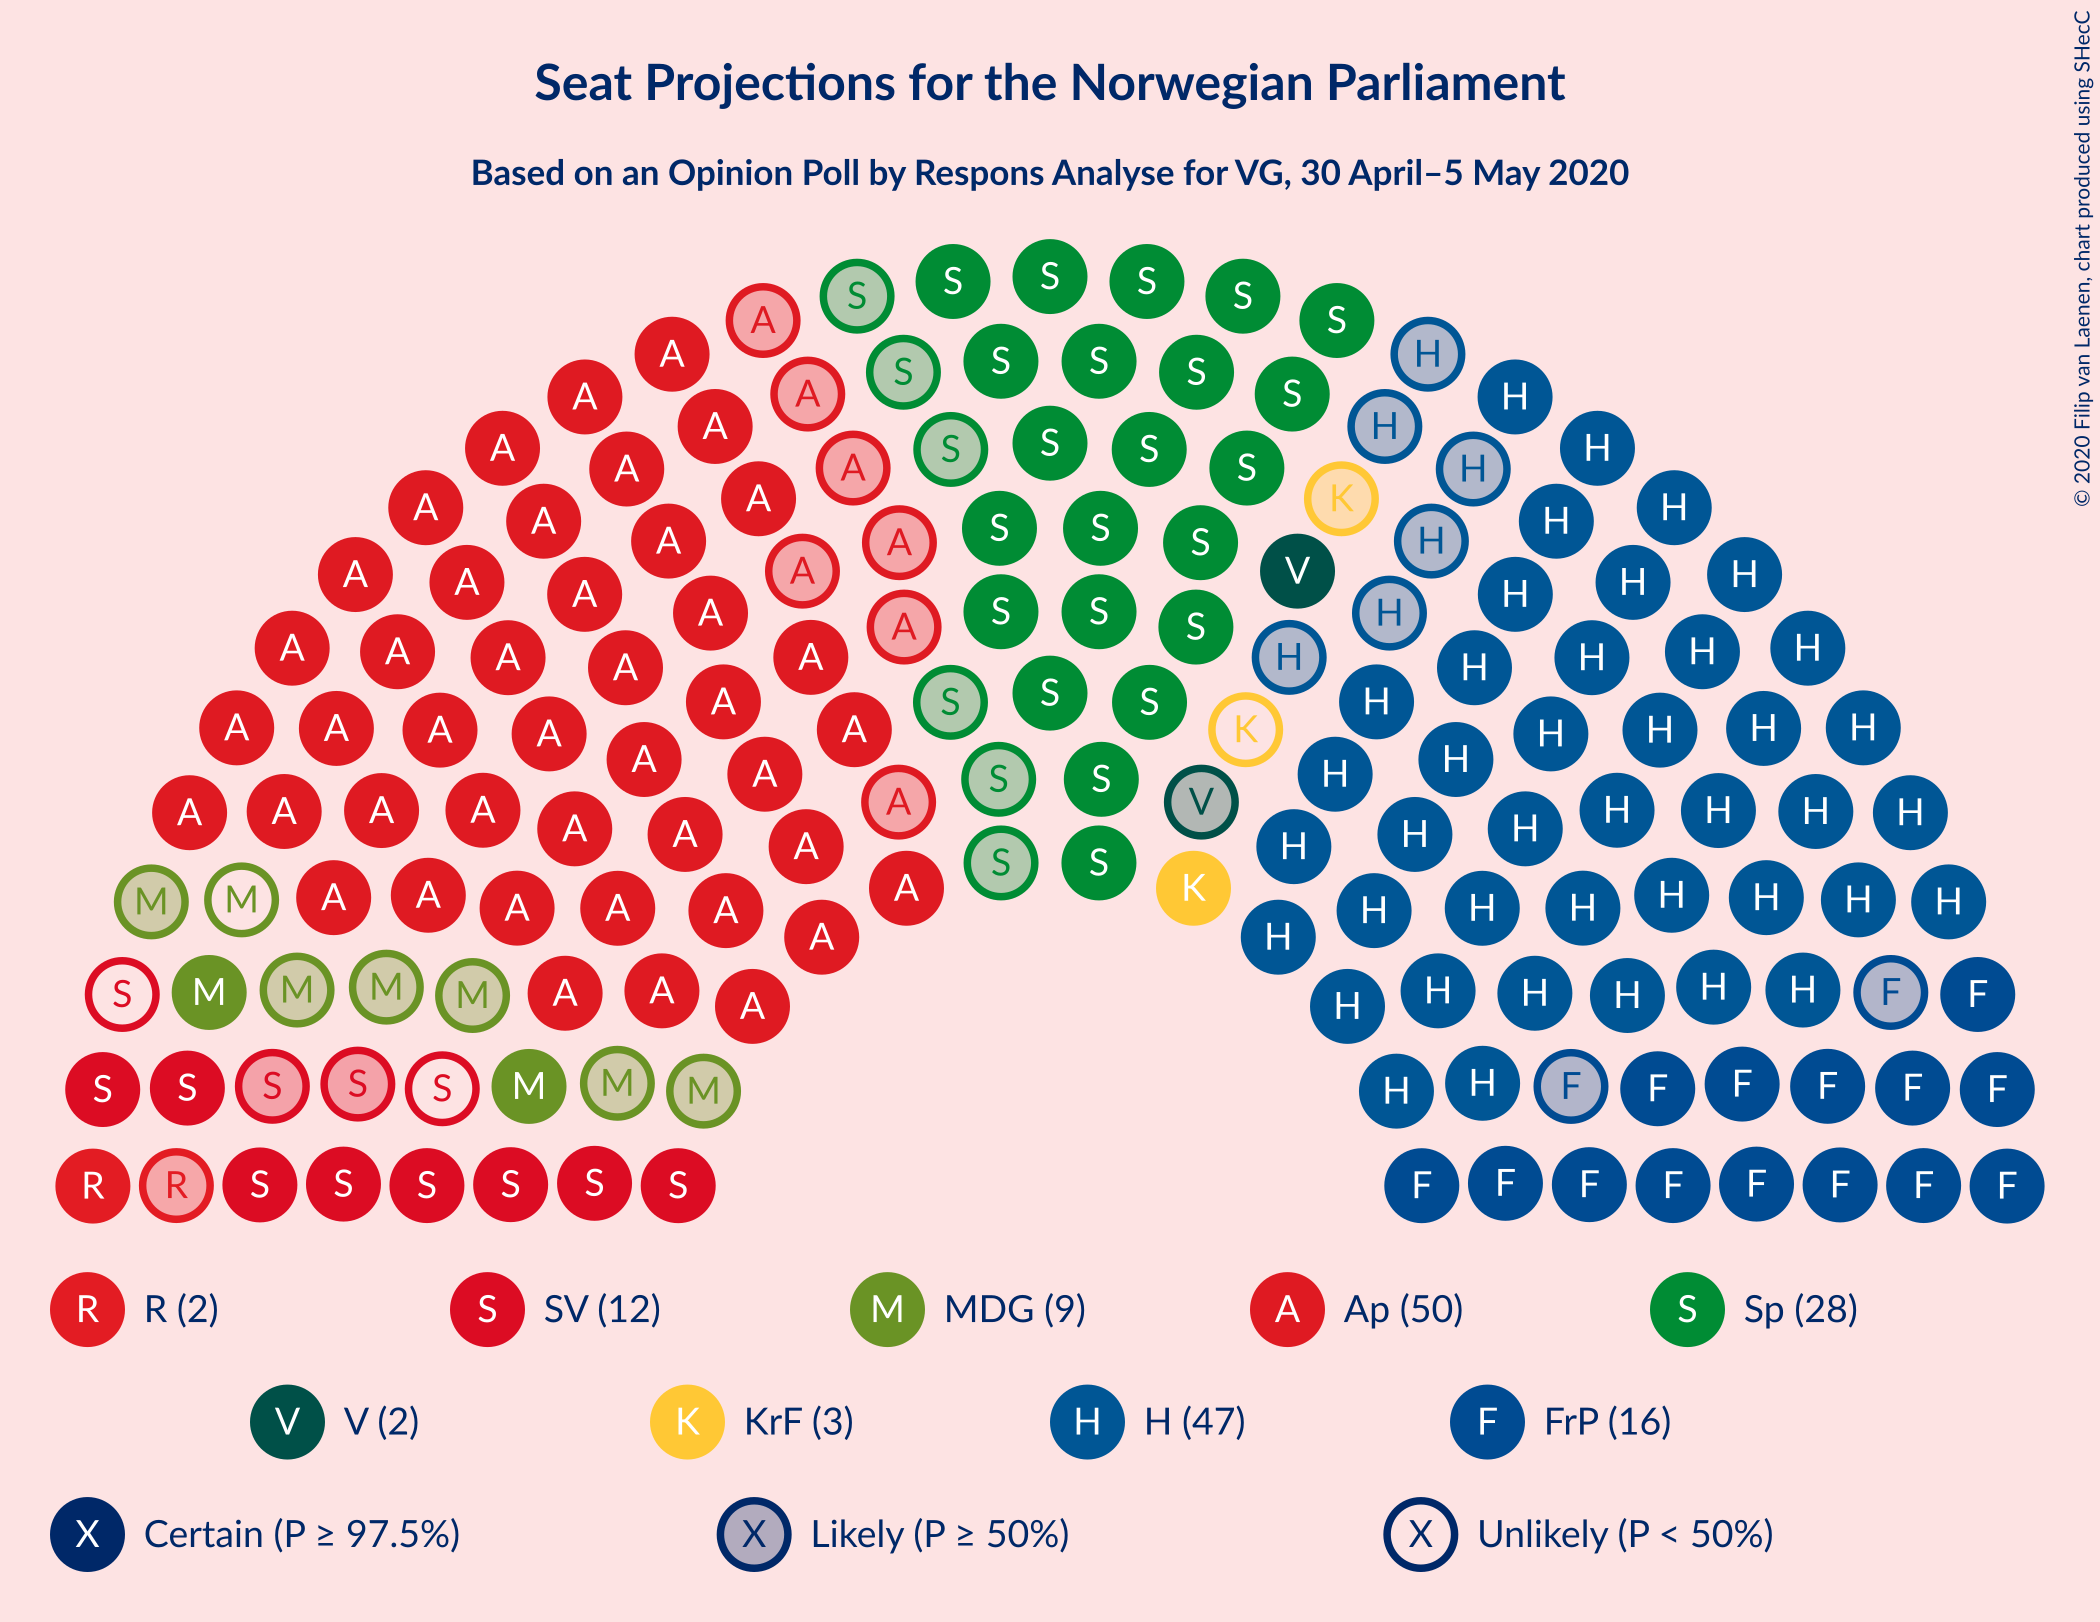 © 2020 Filip van Laenen, chart produced using SHecC
Seat Projections for the Norwegian Parliament
Based on an Opinion Poll by Respons Analyse for VG, 30 April–5 May 2020
S S S S S
A S
A S S S S H
A A S H
A A S S S H H
A A S H
A A K H
A A A S S S H H
A A A A V H H H
A A S S S H
A A A A A H H H H H
A S S S H
A A A A A K H H H H
A A S S H H
A A A A A A A V H H H H H H
A S S H
M M A A A A A A K H H H H H H H
A H
S M M M M A A A H H H H H H F F
S S S S S M M M H H F F F F F F
R R S S S S S S F F F F F F F F
R R (2) S SV (12) M MDG (9) A Ap (50) S Sp (28)
V V (2) K KrF (3) H H (47) F FrP (16)
X Certain (P ≥ 97.5%) X Likely (P ≥ 50%) X Unlikely (P < 50%)